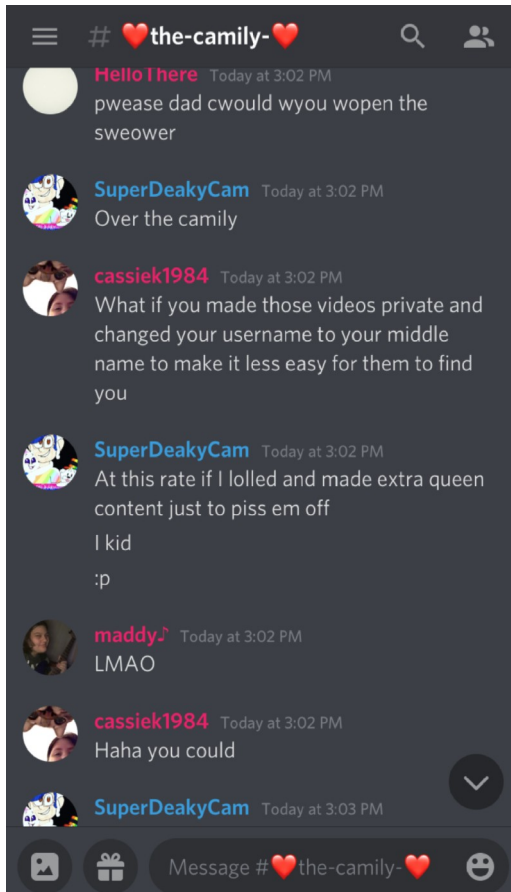 # ❤️the-camily-❤️
HelloThere Today at 3:02 PM
pwease dad cwould wyou wopen the
sweower
SuperDeakyCam Today at 3:02 PM
Over the camily
cassiek1984 Today at 3:02 PM
What if you made those videos private and
changed your username to your middle
name to make it less easy for them to find
you
SuperDeakyCam Today at 3:02 PM
At this rate if I lolled and made extra queen
content just to piss em off
I kid
:p
maddy♪ Today at 3:02 PM
LMAO
cassiek1984 Today at 3:02 PM
Haha you could
SuperDeakyCam Today at 3:03 PM
Message #❤️the-camily-❤️